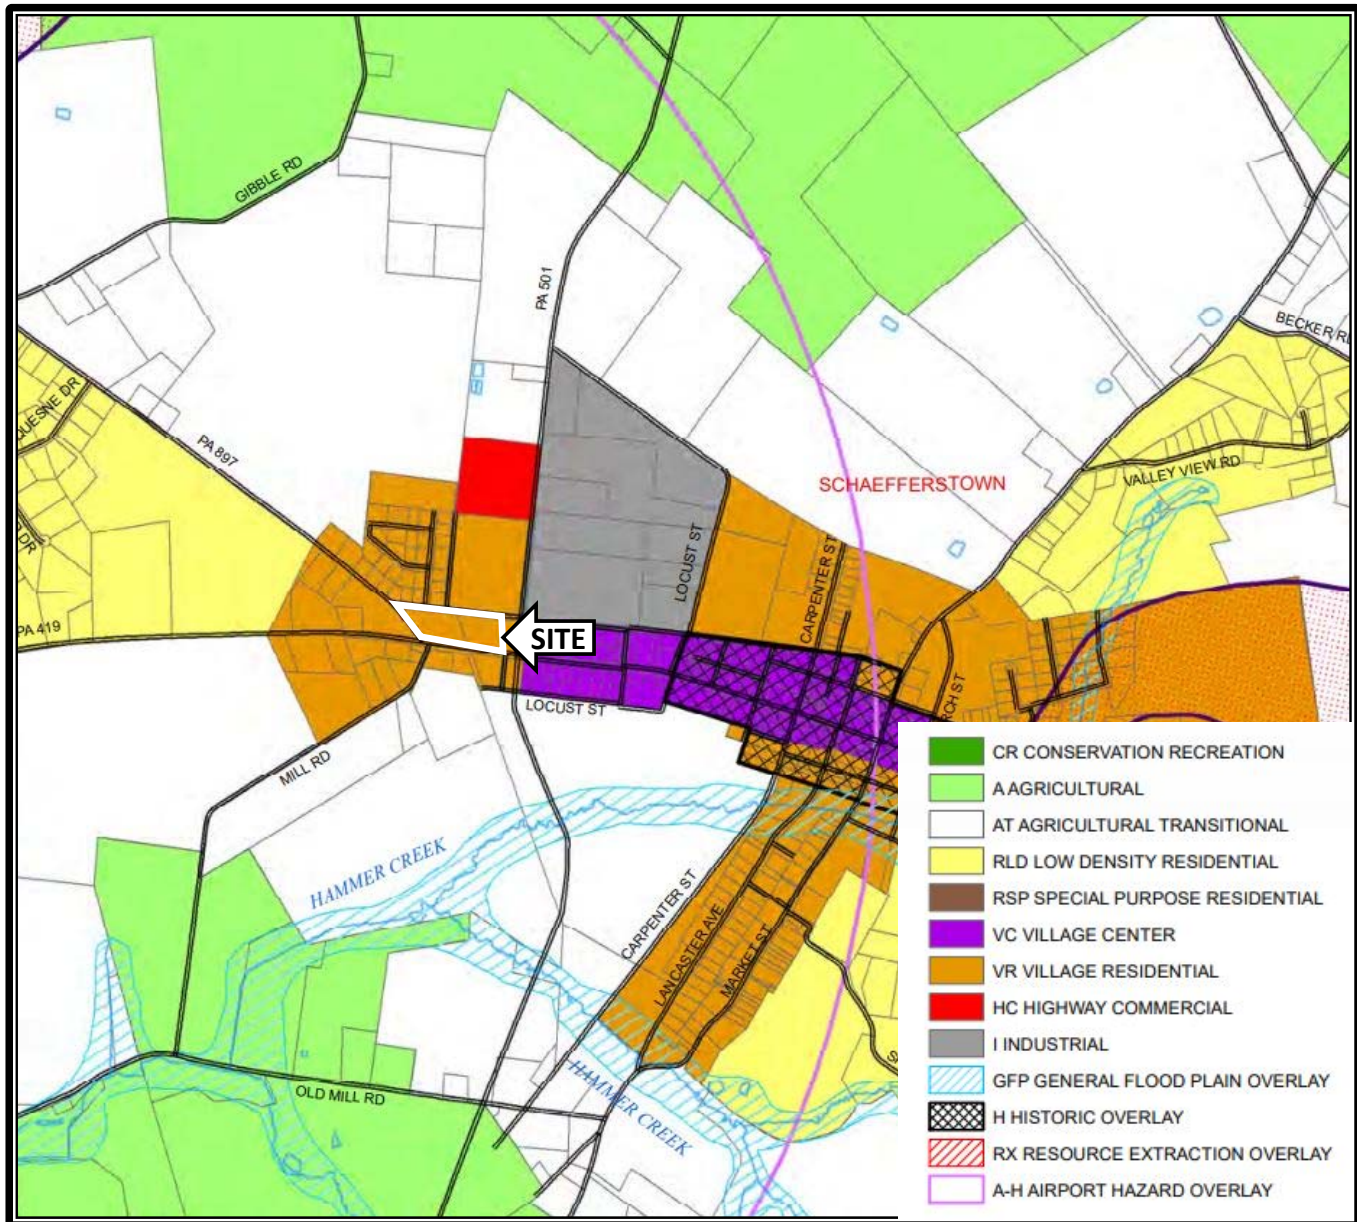 GIBBLE RD
PA 501
BECKER RD
QUESNE DR
PA 897
SCHAEFFERSTOWN
VALLEY VIEW RD
DR
LOCUST ST
CARPENTER ST
PA 419
SITE
RCH ST
LOCUST ST
MILL RD
HAMMER CREEK
CARPENTER ST
LANCASTER AVE
MARKET ST
OLD MILL RD
HAMMER CREEK
CR CONSERVATION RECREATION
A AGRICULTURAL
AT AGRICULTURAL TRANSITIONAL
RLD LOW DENSITY RESIDENTIAL
RSP SPECIAL PURPOSE RESIDENTIAL
VC VILLAGE CENTER
VR VILLAGE RESIDENTIAL
HC HIGHWAY COMMERCIAL
I INDUSTRIAL
GFP GENERAL FLOOD PLAIN OVERLAY
H HISTORIC OVERLAY
RX RESOURCE EXTRACTION OVERLAY
A-H AIRPORT HAZARD OVERLAY